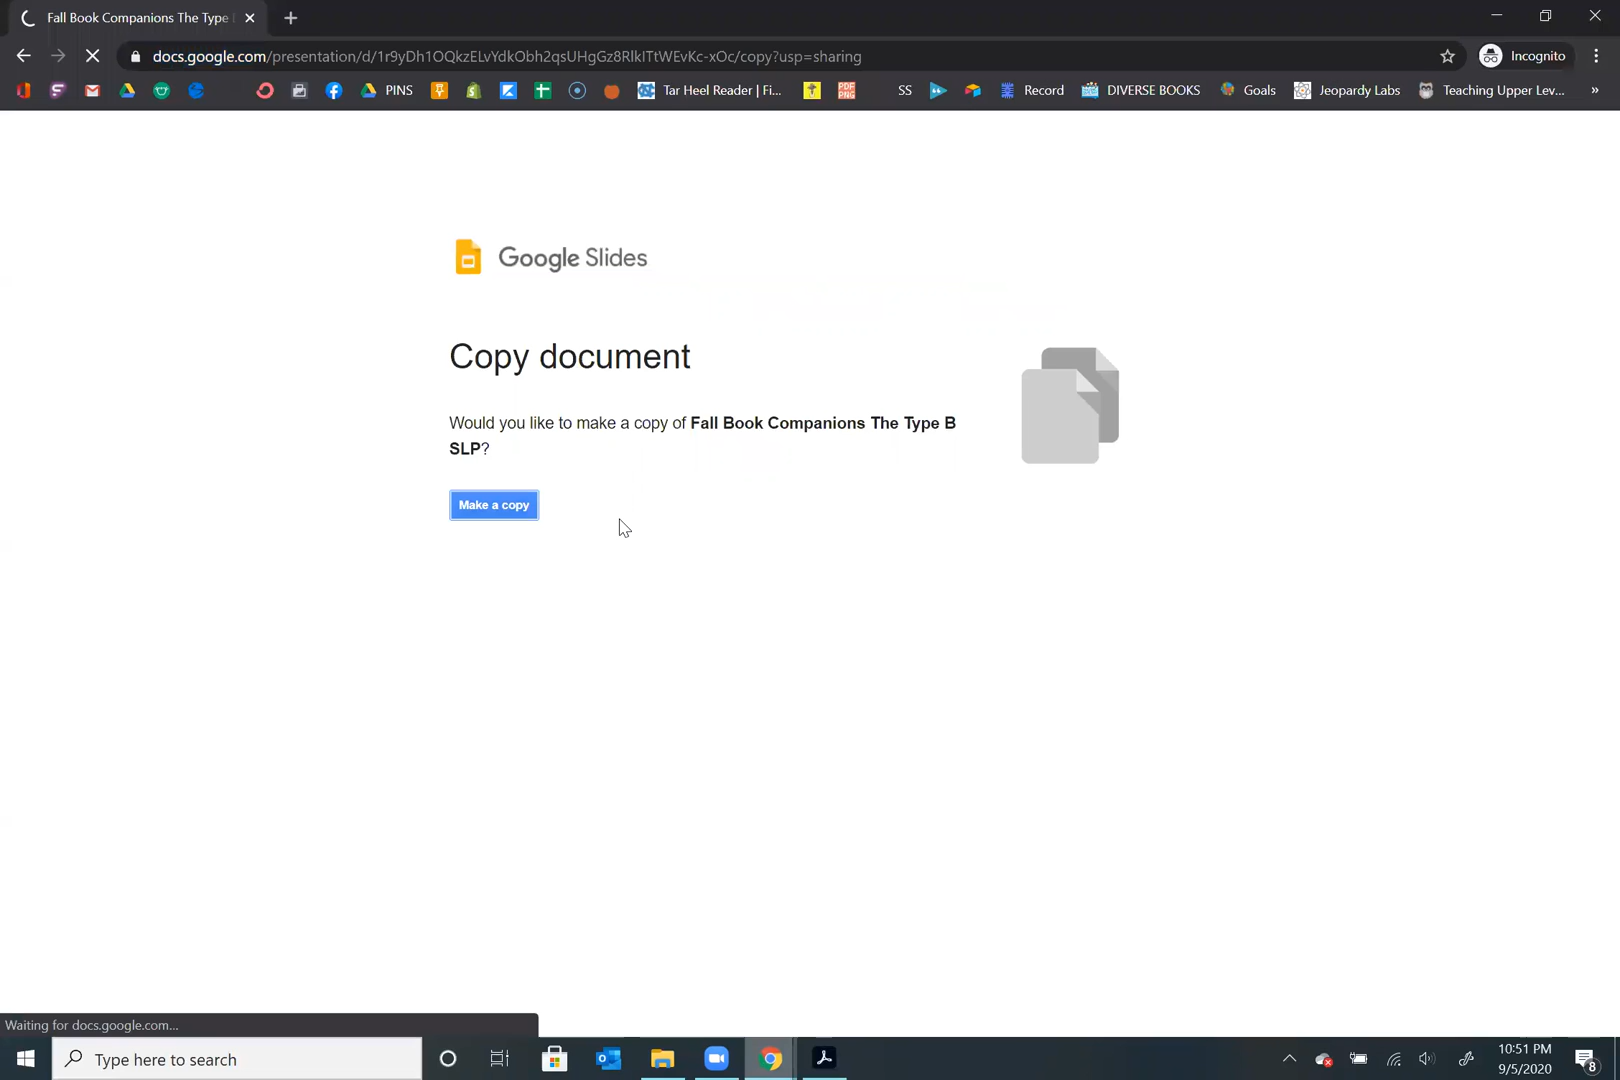 Fall Book Companions The Type
docs.google.com/presentation/d/1r9yDh1OQkzELvYdkObh2qsUHgGz8RlkITtWEvKc-xOc/copy?usp=sharing
Incognito
PINS
Tar Heel Reader | Fi...
PDF
PNG
SS
Record
DIVERSE BOOKS
Goals
Jeopardy Labs
Teaching Upper Lev...
»
Google Slides
Copy document
Would you like to make a copy of Fall Book Companions The Type B
SLP?
Make a copy
Waiting for docs.google.com...
Type here to search
10:51 PM
9/5/2020
8